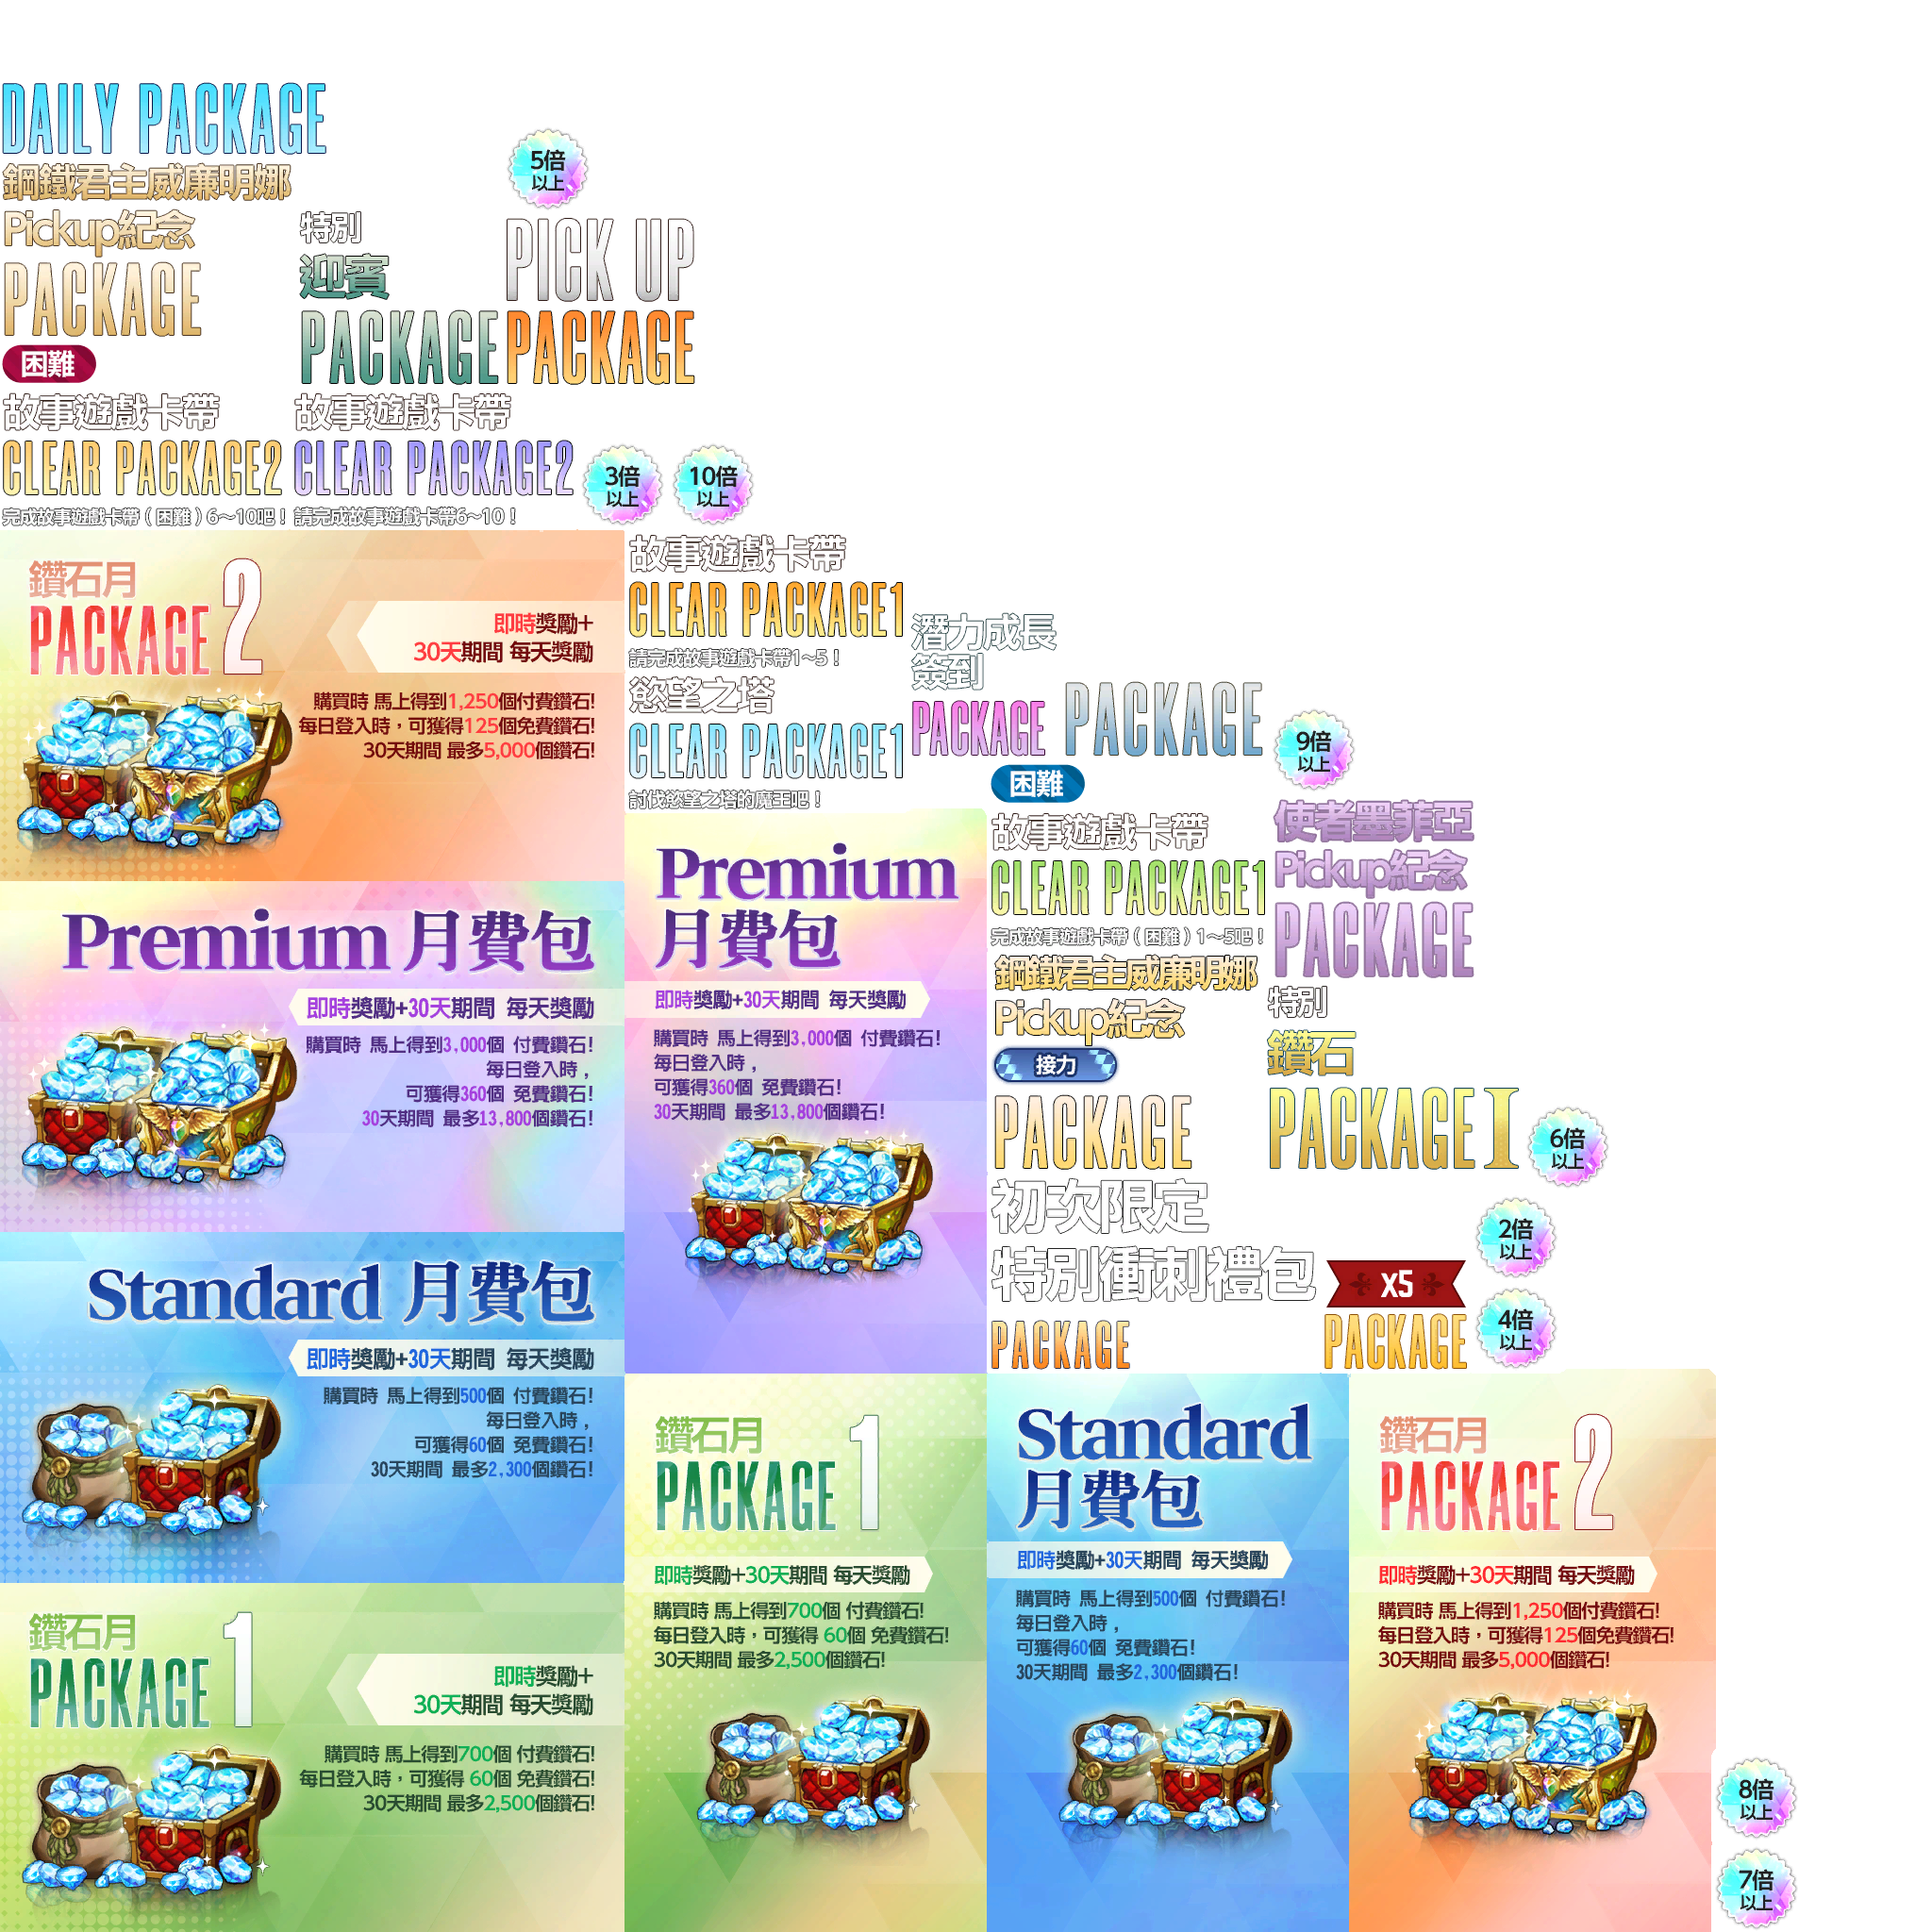 DAILY PACKAGE
鋼鐵君主威廉明娜
Pickup紀念
PACKAGE
特別
迎賓
PACKAGE
5倍
以上
PICK UP
PACKAGE
困難
故事遊戲卡帶
CLEAR PACKAGE2
完成故事遊戲卡帶(困難)6~10吧!
故事遊戲卡帶
CLEAR PACKAGE2
請完成故事遊戲卡帶6~10!
3倍
以上
10倍
以上
鑽石月
PACKAGE 2
即時獎勵+
30天期間 每天獎勵
購買時 馬上得到1,250個付費鑽石!
每日登入時,可獲得125個免費鑽石!
30天期間 最多5,000個鑽石!
故事遊戲卡帶
CLEAR PACKAGE1
請完成故事遊戲卡帶1~5!
慾望之塔
CLEAR PACKAGE1
討伐慾望之塔的魔王吧!
潛力成長
簽到
PACKAGE
PACKAGE
9倍
以上
困難
故事遊戲卡帶
CLEAR PACKAGE1
完成故事遊戲卡帶(困難)1~5吧!
使者墨菲亞
Pickup紀念
PACKAGE
鋼鐵君主威廉明娜
Pickup紀念
接力
PACKAGE
特別
鑽石
PACKAGE I
6倍
以上
初次限定
特別衝刺禮包
PACKAGE
X5
PACKAGE
2倍
以上
4倍
以上
Premium 月費包
即時獎勵+30天期間 每天獎勵
購買時 馬上得到3,000個 付費鑽石!
每日登入時,
可獲得360個 免費鑽石!
30天期間 最多13,800個鑽石!
Premium
月費包
即時獎勵+30天期間 每天獎勵
購買時 馬上得到3,000個 付費鑽石!
每日登入時,
可獲得360個 免費鑽石!
30天期間 最多13,800個鑽石!
Standard 月費包
即時獎勵+30天期間 每天獎勵
購買時 馬上得到500個 付費鑽石!
每日登入時,
可獲得60個 免費鑽石!
30天期間 最多2,300個鑽石!
鑽石月
PACKAGE 1
即時獎勵+
30天期間 每天獎勵
購買時 馬上得到700個 付費鑽石!
每日登入時,可獲得 60個 免費鑽石!
30天期間 最多2,500個鑽石!
鑽石月
PACKAGE 1
即時獎勵+30天期間 每天獎勵
購買時 馬上得到700個 付費鑽石!
每日登入時,可獲得 60個 免費鑽石!
30天期間 最多2,500個鑽石!
Standard
月費包
即時獎勵+30天期間 每天獎勵
購買時 馬上得到500個 付費鑽石!
每日登入時,
可獲得60個 免費鑽石!
30天期間 最多2,300個鑽石!
鑽石月
PACKAGE 2
即時獎勵+30天期間 每天獎勵
購買時 馬上得到1,250個付費鑽石!
每日登入時,可獲得125個免費鑽石!
30天期間 最多5,000個鑽石!
8倍
以上
7倍
以上